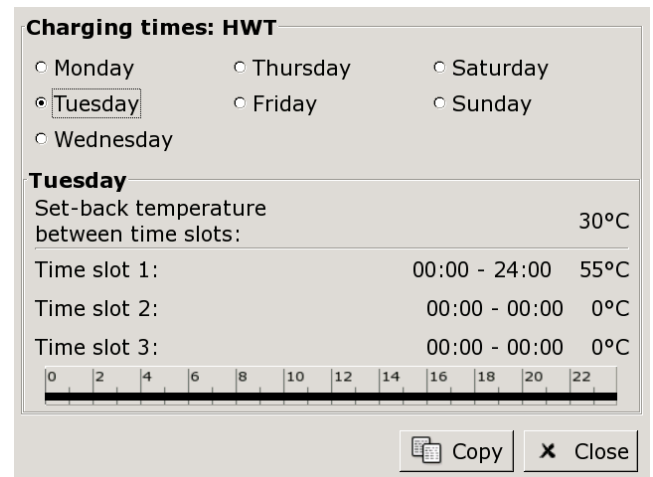 Charging times: HWT
Monday Thursday Saturday
Tuesday Friday Sunday
Wednesday
Tuesday
Set-back temperature
between time slots: 30°C
Time slot 1: 00:00 - 24:00 55°C
Time slot 2: 00:00 - 00:00 0°C
Time slot 3: 00:00 - 00:00 0°C
0 2 4 6 8 10 12 14 16 18 20 22
Copy Close